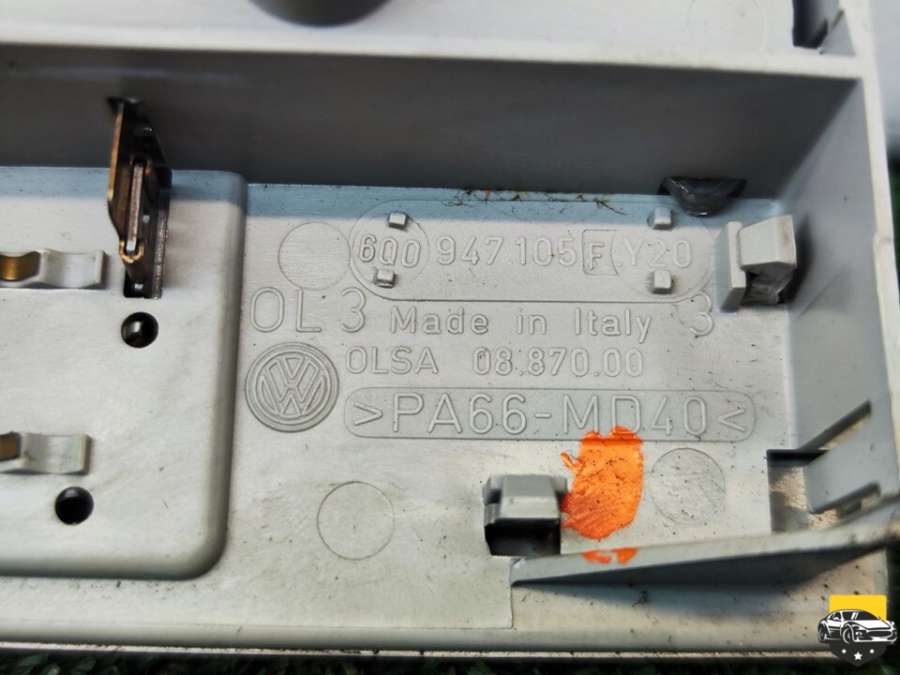 6Q0 947.105 F Y20
OL 3 Made in Italy 3
OLSA 08.870.00
>PA66-MD40<